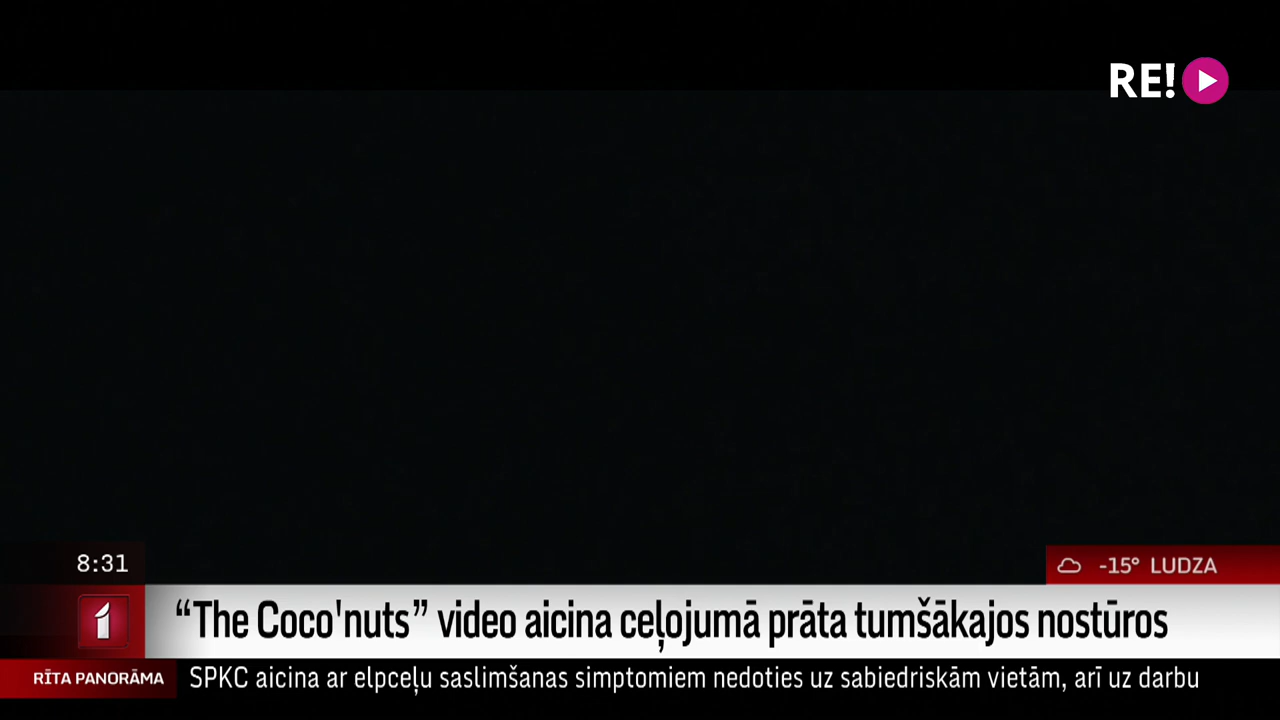 RE!
8:31
-15° LUDZA
1
“The Coco'nuts” video aicina ceļojumā prāta tumšākajos nostūros
RĪTA PANORĀMA SPKC aicina ar elpceļu saslimšanas simptomiem nedoties uz sabiedriskām vietām, arī uz darbu